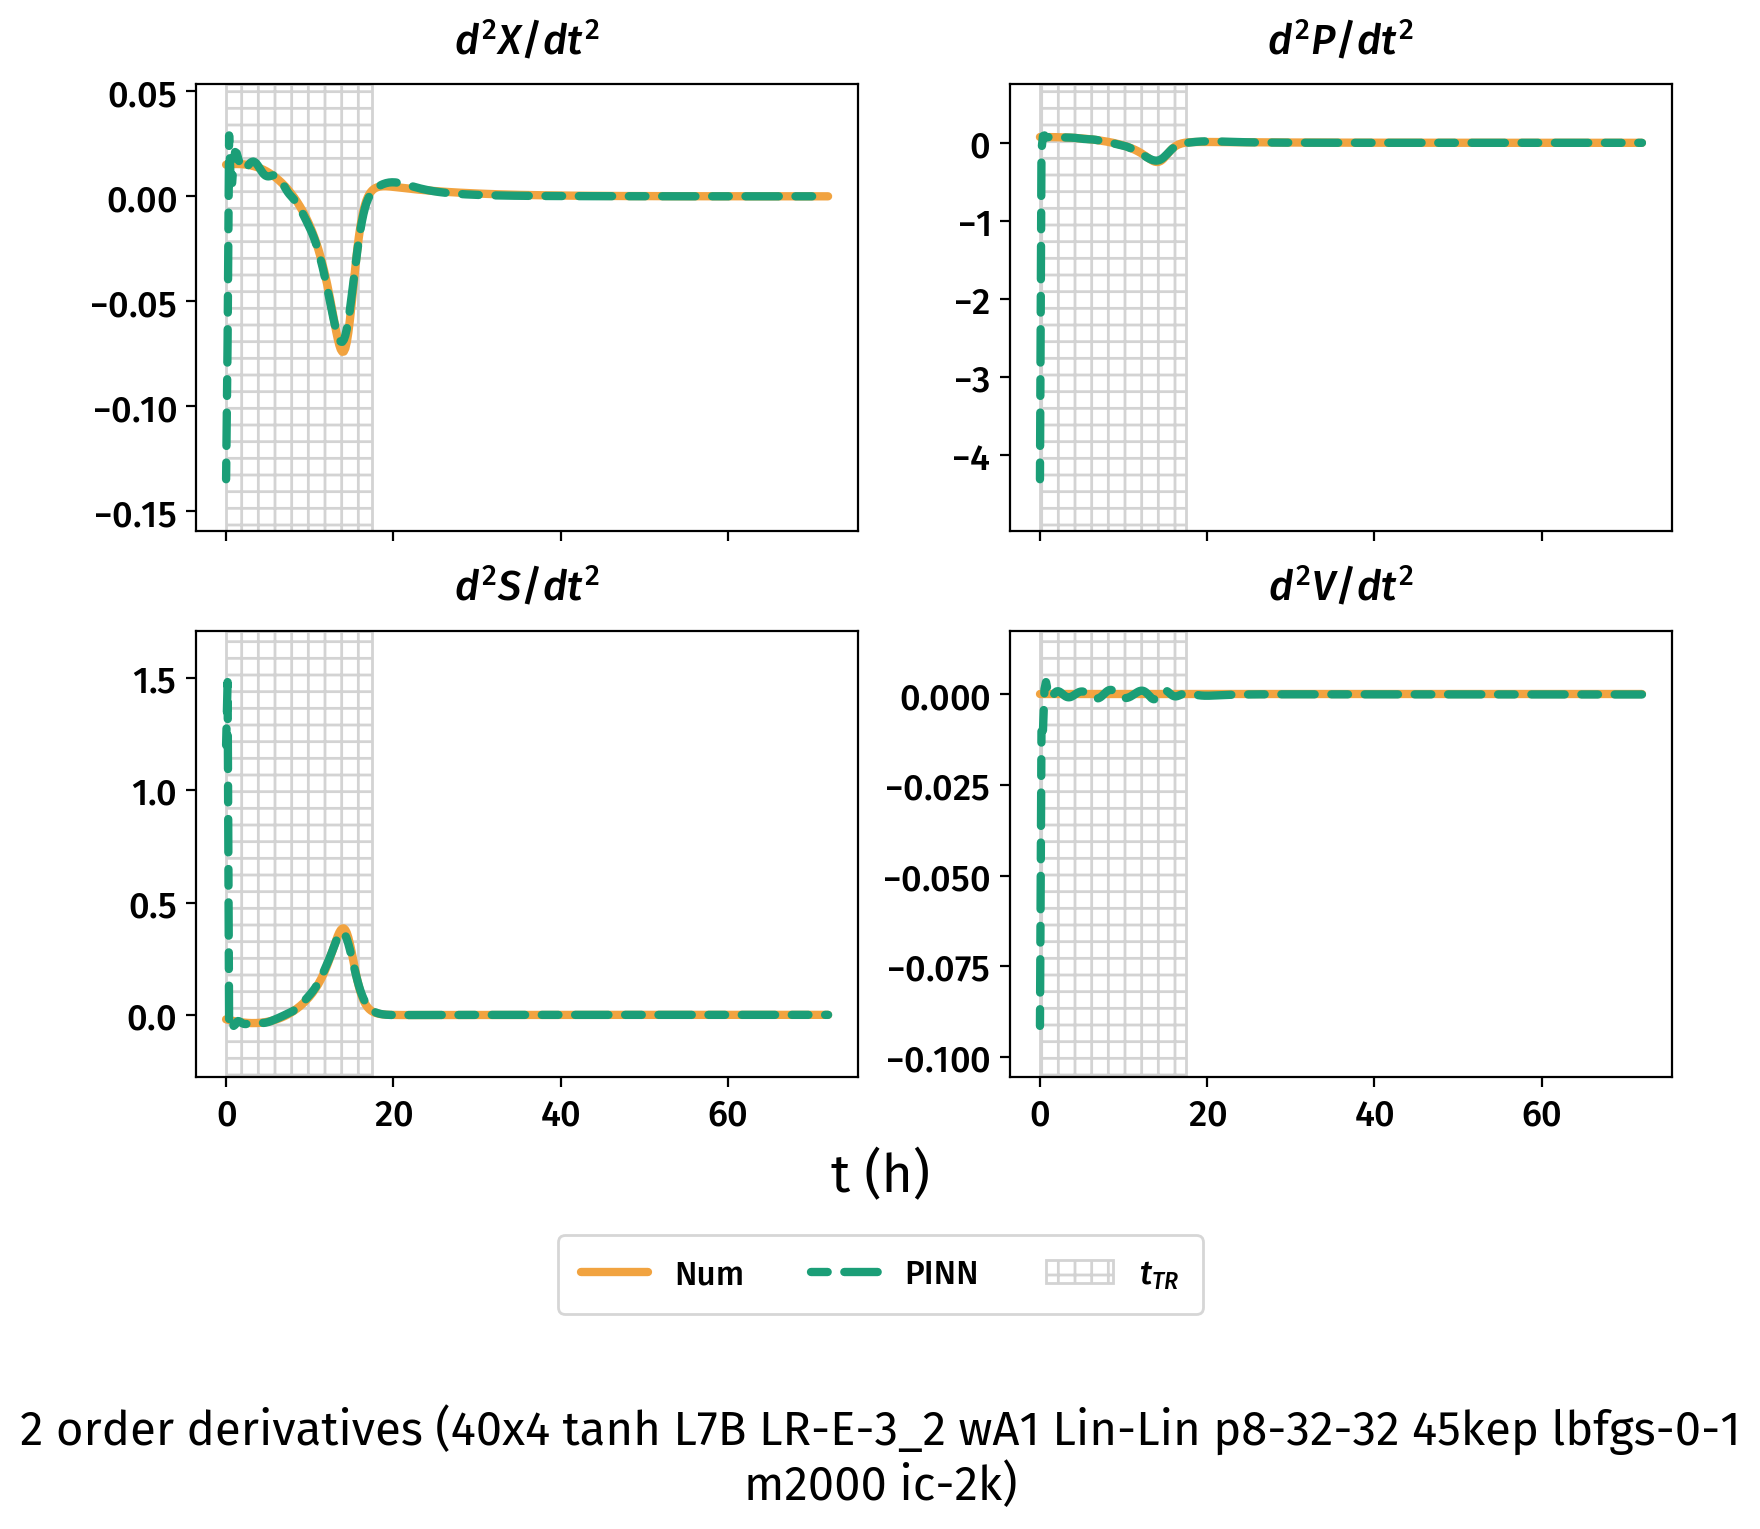 d²X/dt²
d²P/dt²
0.05
0.00
−0.05
−0.10
−0.15
0
−1
−2
−3
−4
d²S/dt²
d²V/dt²
1.5
1.0
0.5
0.0
0.000
−0.025
−0.050
−0.075
−0.100
0 20 40 60
0 20 40 60
t (h)
Num PINN t_TR
2 order derivatives (40x4 tanh L7B LR-E-3_2 wA1 Lin-Lin p8-32-32 45kep lbfgs-0-1
m2000 ic-2k)